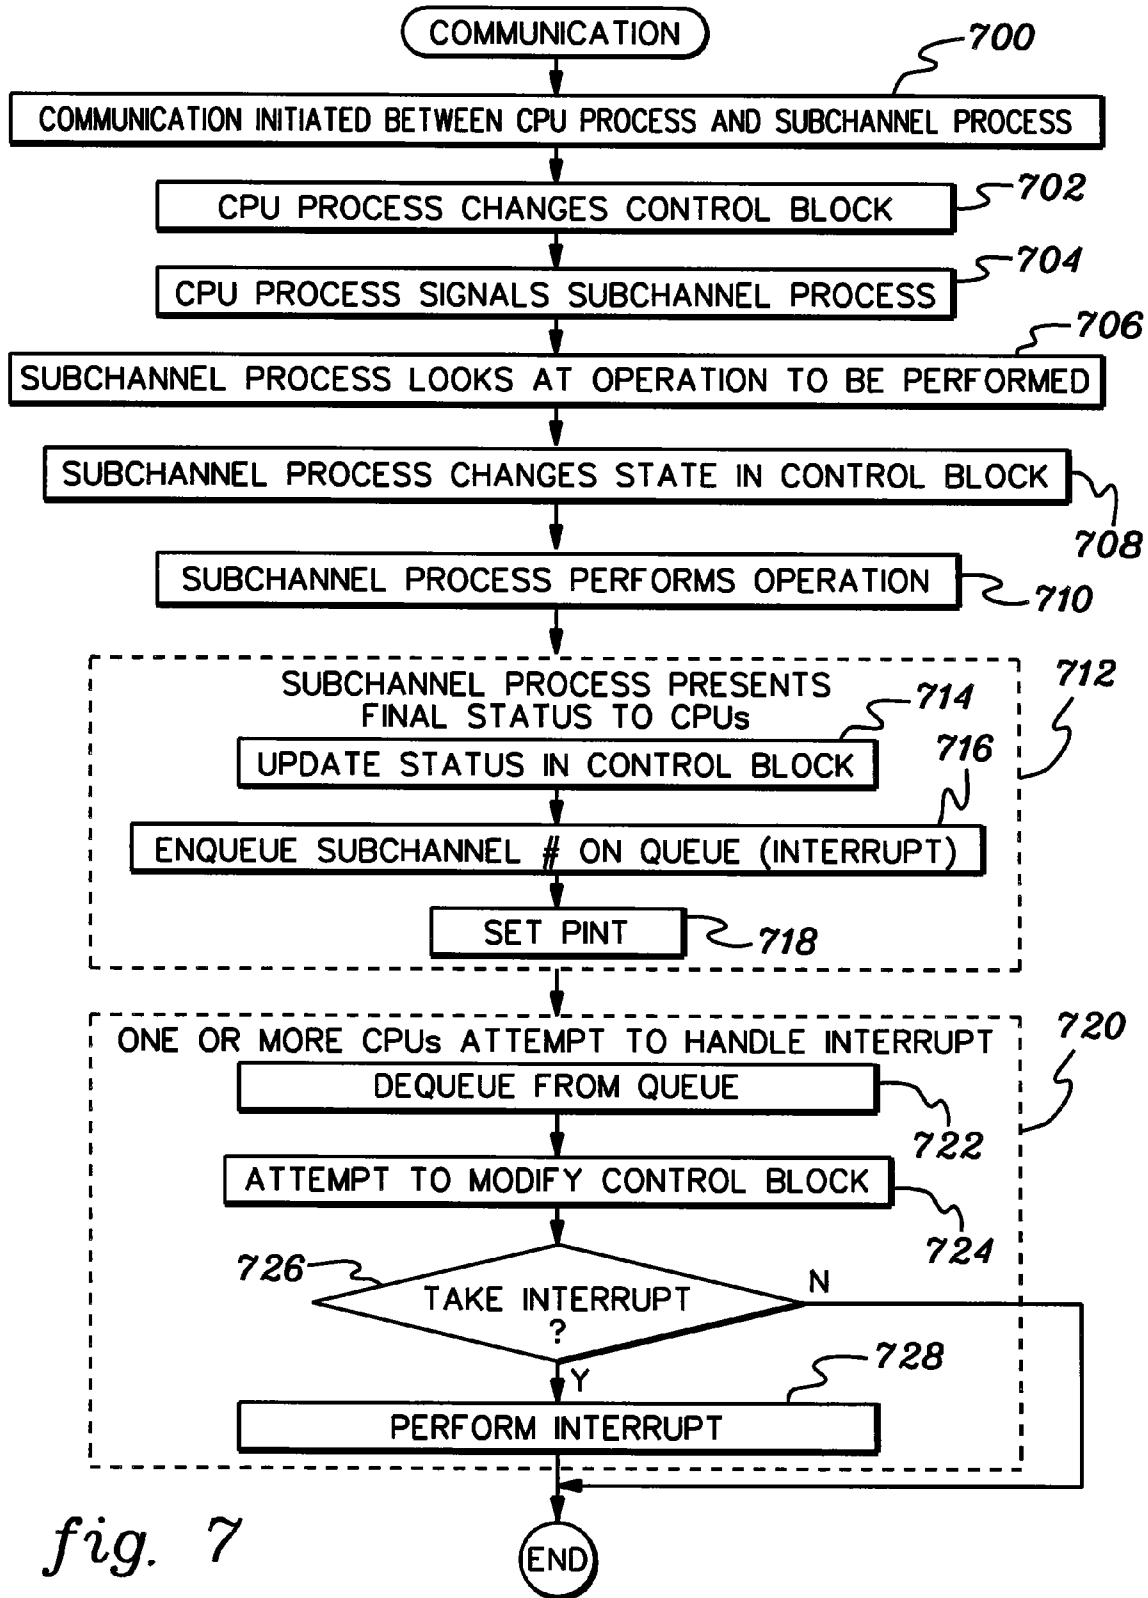 COMMUNICATION
700
COMMUNICATION INITIATED BETWEEN CPU PROCESS AND SUBCHANNEL PROCESS
702
CPU PROCESS CHANGES CONTROL BLOCK
704
CPU PROCESS SIGNALS SUBCHANNEL PROCESS
706
SUBCHANNEL PROCESS LOOKS AT OPERATION TO BE PERFORMED
SUBCHANNEL PROCESS CHANGES STATE IN CONTROL BLOCK
708
SUBCHANNEL PROCESS PERFORMS OPERATION
710
712
SUBCHANNEL PROCESS PRESENTS
FINAL STATUS TO CPUs
714
UPDATE STATUS IN CONTROL BLOCK
716
ENQUEUE SUBCHANNEL # ON QUEUE (INTERRUPT)
SET PINT
718
720
ONE OR MORE CPUs ATTEMPT TO HANDLE INTERRUPT
DEQUEUE FROM QUEUE
722
ATTEMPT TO MODIFY CONTROL BLOCK
724
726
TAKE INTERRUPT
?
N
Y
728
PERFORM INTERRUPT
END
fig. 7